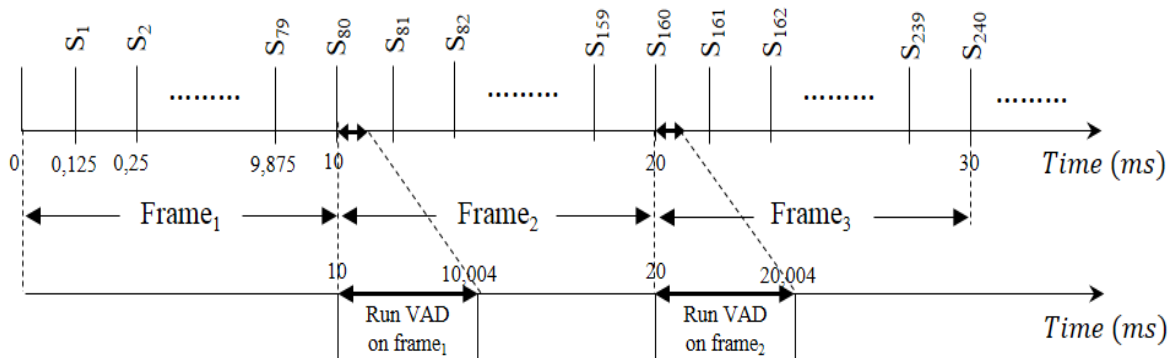 S₁ S₂ S₇₉ S₈₀ S₈₁ S₈₂ S₁₅₉ S₁₆₀ S₁₆₁ S₁₆₂ S₂₃₉ S₂₄₀
......... ......... ......... .........
0 0,125 0,25 9,875 10 20 30 Time (ms)
Frame₁ Frame₂ Frame₃
10 10,004 20 20,004
Run VAD Run VAD Time (ms)
on frame₁ on frame₂